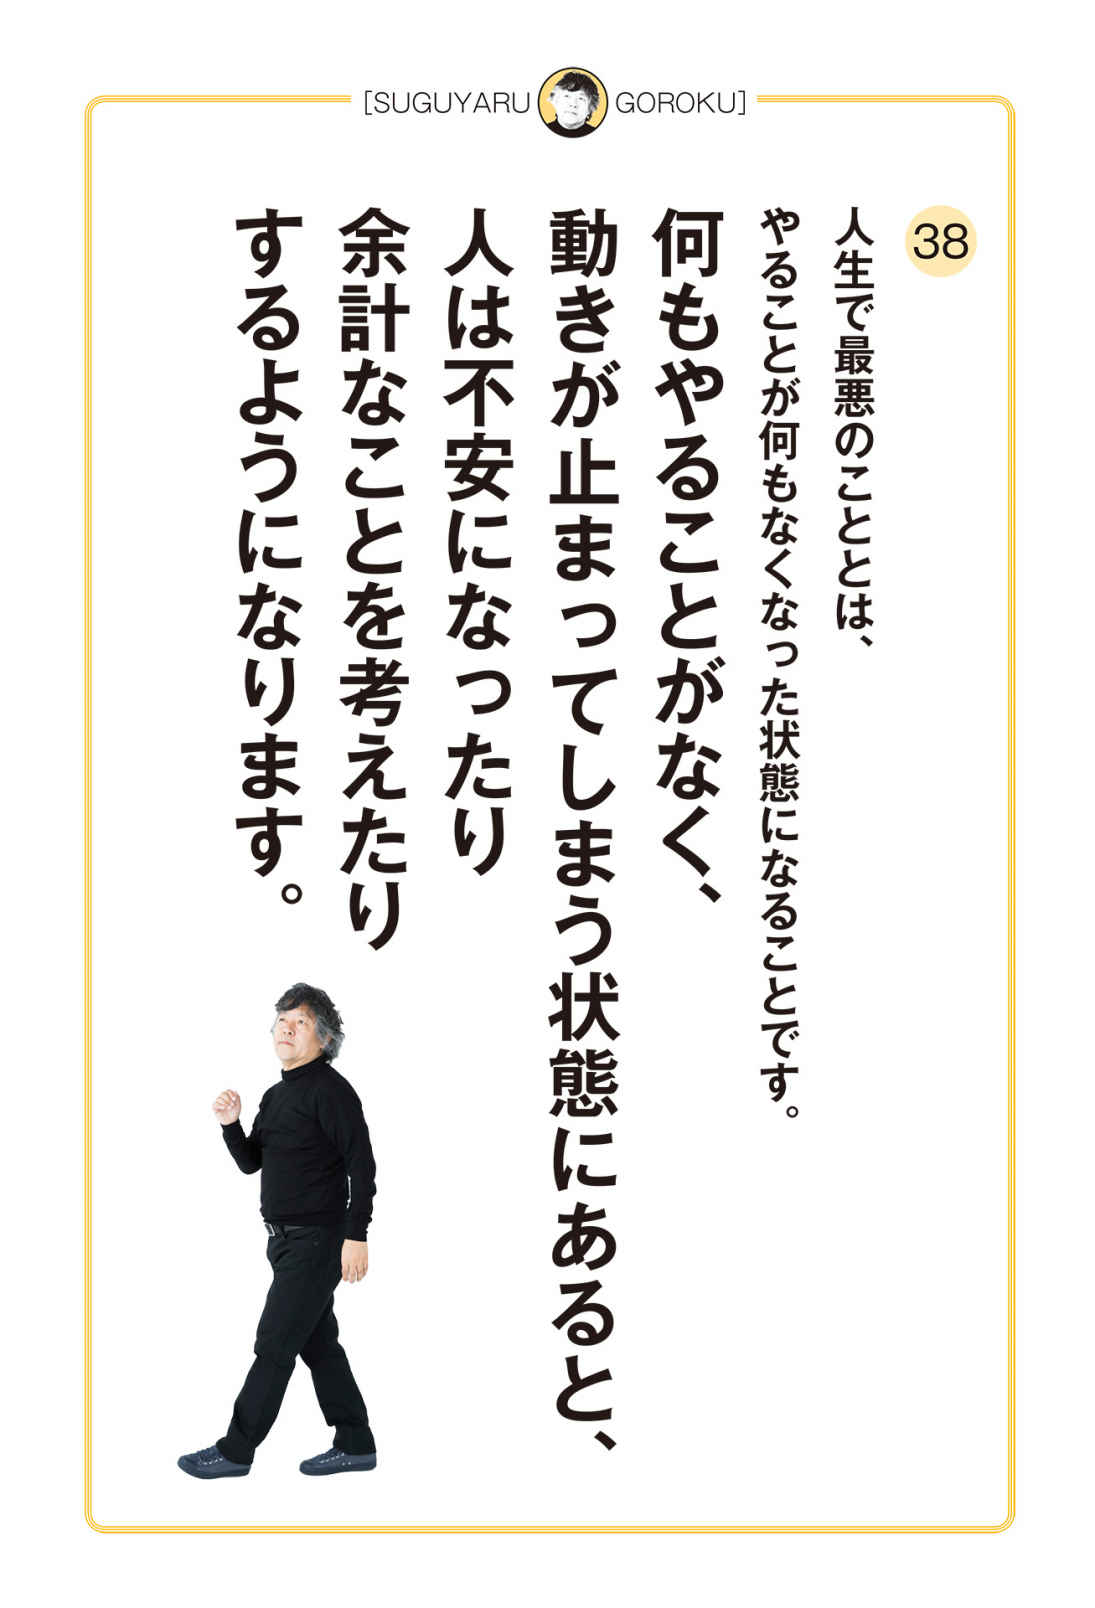 [SUGUYARU GOROKU]
38
人生で最悪のこととは、
やることが何もなくなった状態になることです。
何もやることがなく、
動きが止まってしまう状態にあると、
人は不安になったり
余計なことを考えたり
するようになります。